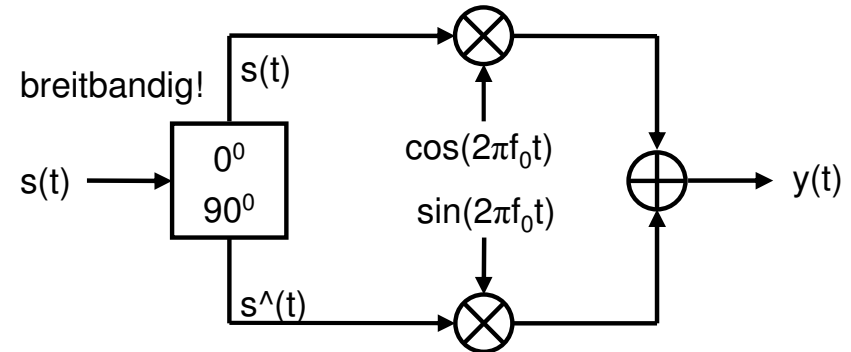 s(t)
breitbandig!
cos(2πf₀t)
0⁰
s(t)
y(t)
90⁰
sin(2πf₀t)
s^(t)